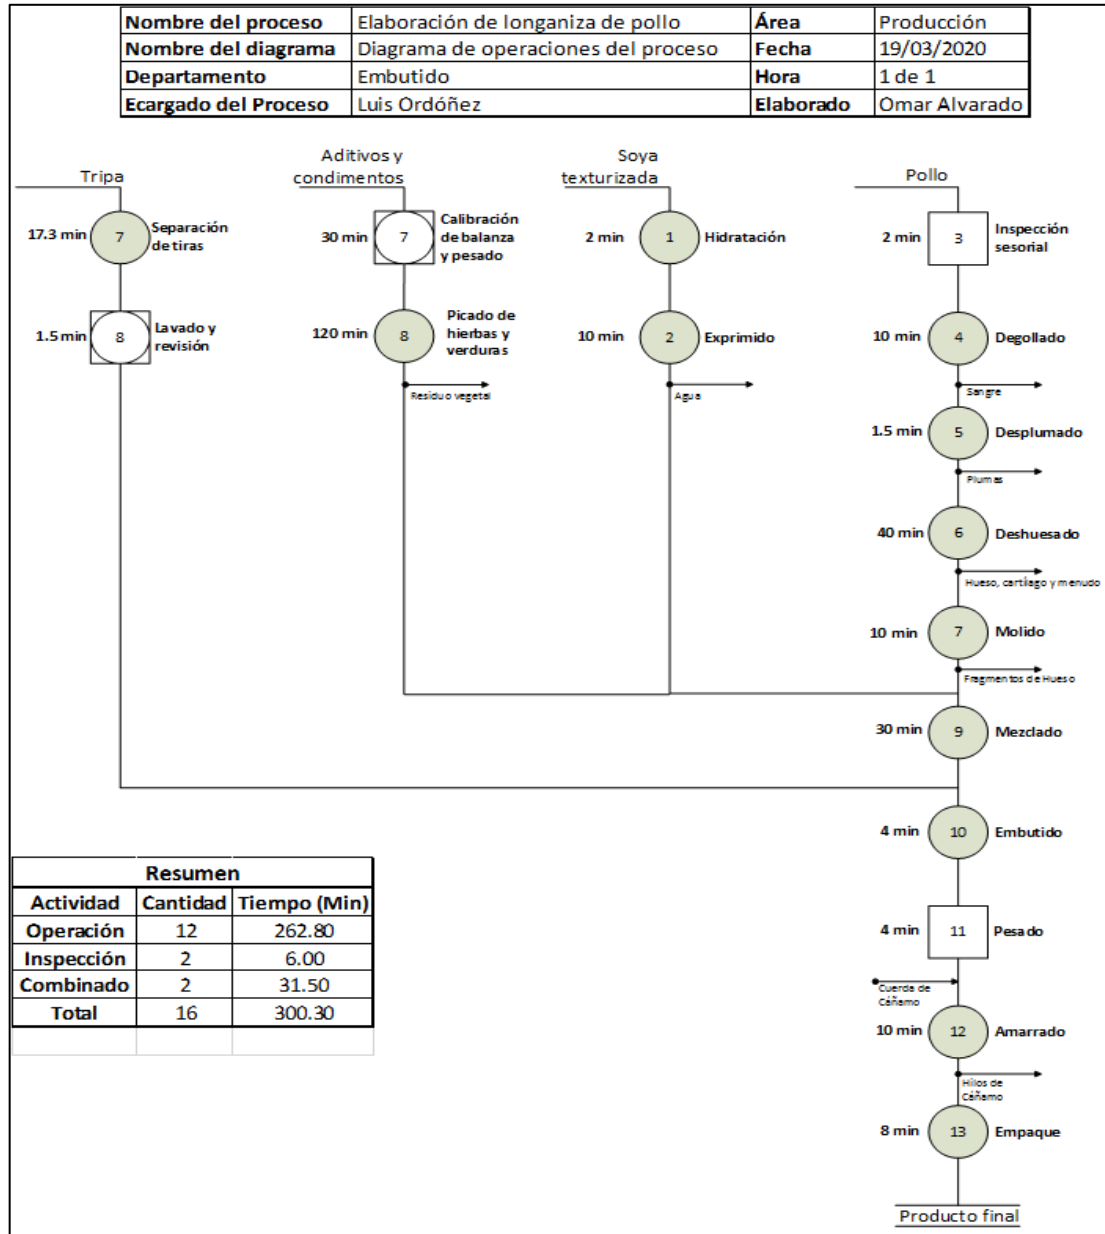 Nombre del proceso Elaboración de longaniza de pollo Área Producción
Nombre del diagrama Diagrama de operaciones del proceso Fecha 19/03/2020
Departamento Embutido Hora 1 de 1
Ecargado del Proceso Luis Ordóñez Elaborado Omar Alvarado
Tripa
17.3 min 7 Separación
de tiras
1.5 min 8 Lavado y
revisión
Aditivos y
condimentos
30 min 7 Calibración
de balanza
y pesado
120 min 8 Picado de
hierbas y
verduras
Residuo vegetal
Soya
texturizada
2 min 1 Hidratación
10 min 2 Exprimido
Agua
Pollo
2 min 3 Inspección
sesorial
10 min 4 Degollado
Sangre
1.5 min 5 Desplumado
Plumas
40 min 6 Deshuesado
Hueso, cartílago y menudo
10 min 7 Molido
Fragmentos de Hueso
30 min 9 Mezclado
4 min 10 Embutido
4 min 11 Pesado
Cuerda de
Cáñamo
10 min 12 Amarrado
Hilos de
Cáñamo
8 min 13 Empaque
Producto final
Resumen
Actividad Cantidad Tiempo (Min)
Operación 12 262.80
Inspección 2 6.00
Combinado 2 31.50
Total 16 300.30